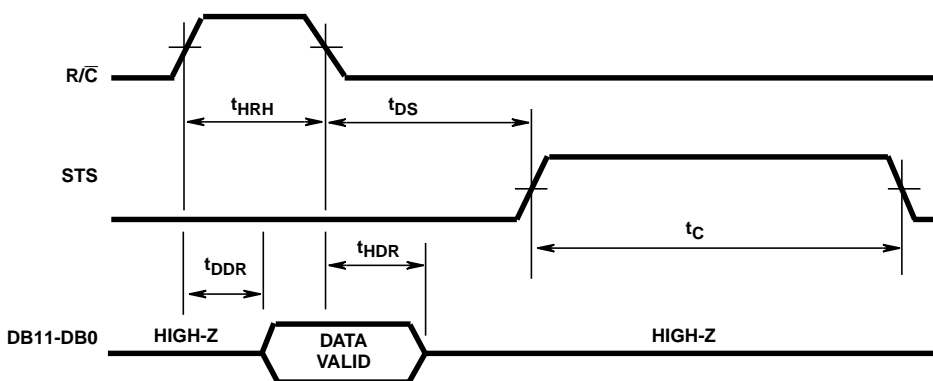 R/C̅
tHRH
tDS
STS
tC
tDDR
tHDR
DB11-DB0
HIGH-Z
DATA
VALID
HIGH-Z